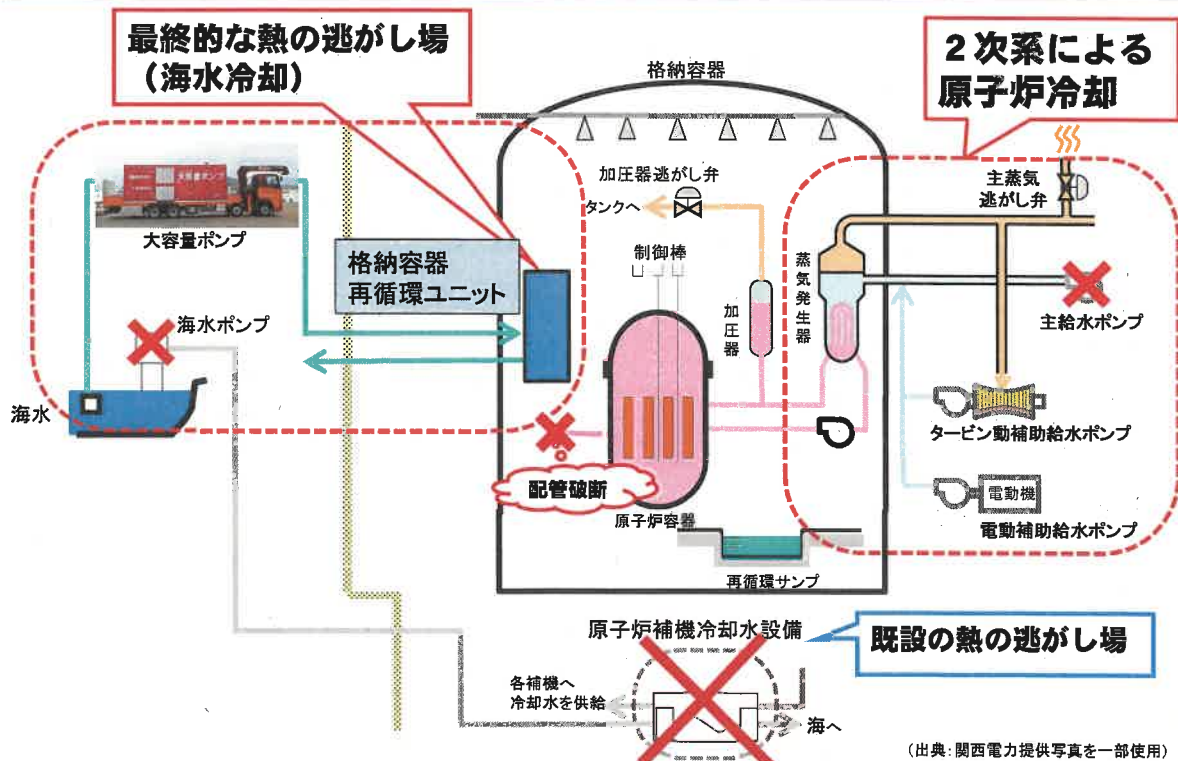 最終的な熱の逃がし場
(海水冷却)
2次系による
原子炉冷却
格納容器
大容量ポンプ
大容量ポンプ
加圧器逃がし弁
タンクへ
主蒸気
逃がし弁
格納容器
再循環ユニット
制御棒
加圧器
蒸気発生器
海水ポンプ
主給水ポンプ
海水
タービン動補助給水ポンプ
配管破断
電動機
原子炉容器
電動補助給水ポンプ
再循環サンプ
原子炉補機冷却水設備
既設の熱の逃がし場
各補機へ
冷却水を供給
海へ
(出典:関西電力提供写真を一部使用)